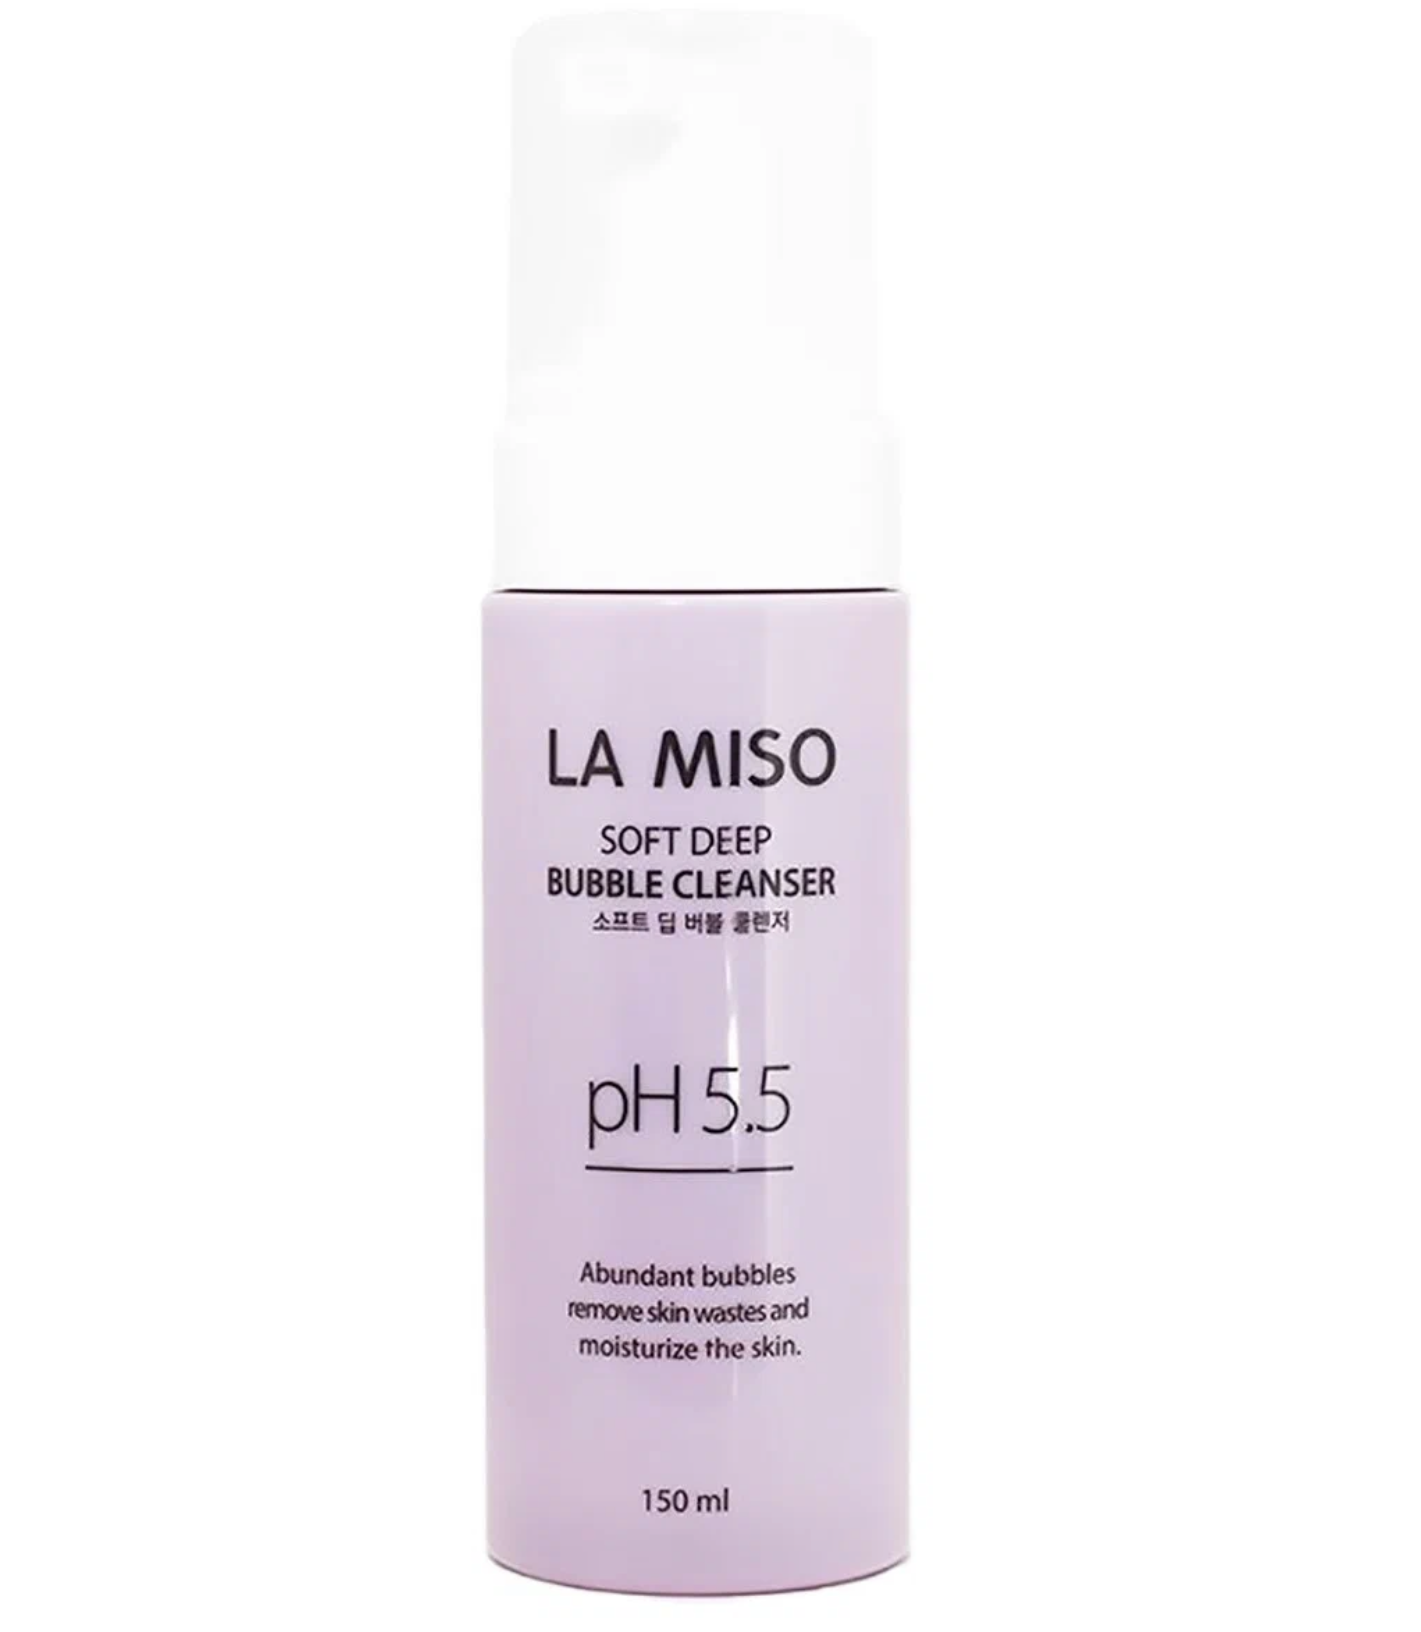 LA MISO
SOFT DEEP
BUBBLE CLEANSER
소프트 딥 버블 클렌저
pH 5.5
Abundant bubbles
remove skin wastes and
moisturize the skin.
150 ml